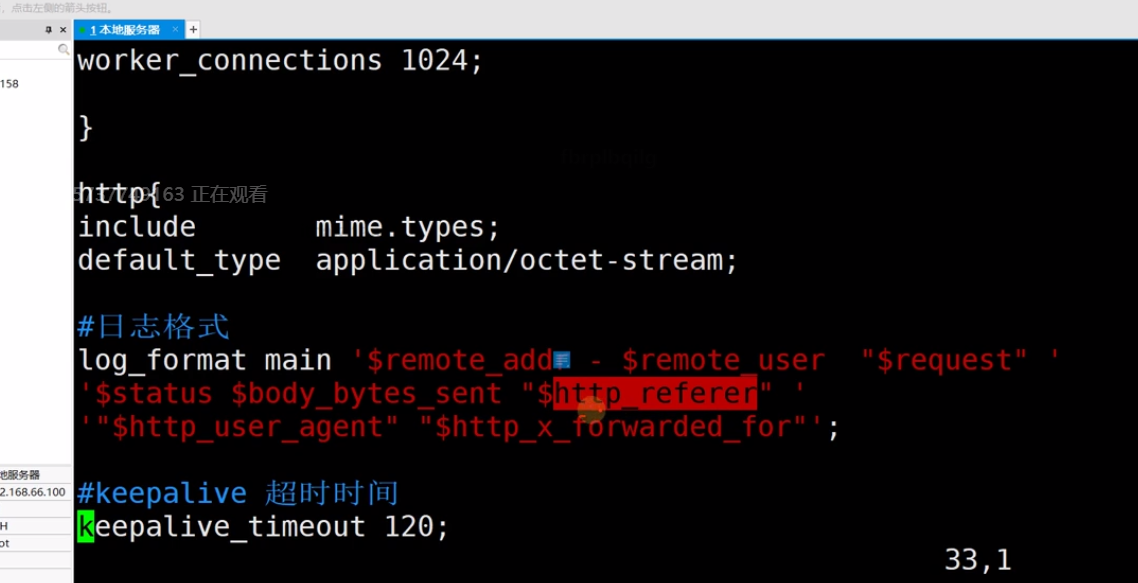 ，点击左侧的箭头按钮。
1 本地服务器 × +
158
worker_connections 1024;
}
http{
5737749163 正在观看
include mime.types;
default_type application/octet-stream;
#日志格式
log_format main '$remote_add - $remote_user "$request" '
'$status $body_bytes_sent "$http_referer" '
'"$http_user_agent" "$http_x_forwarded_for"';
地服务器
2.168.66.100
#keepalive 超时时间
H
keepalive_timeout 120;
ot
33,1